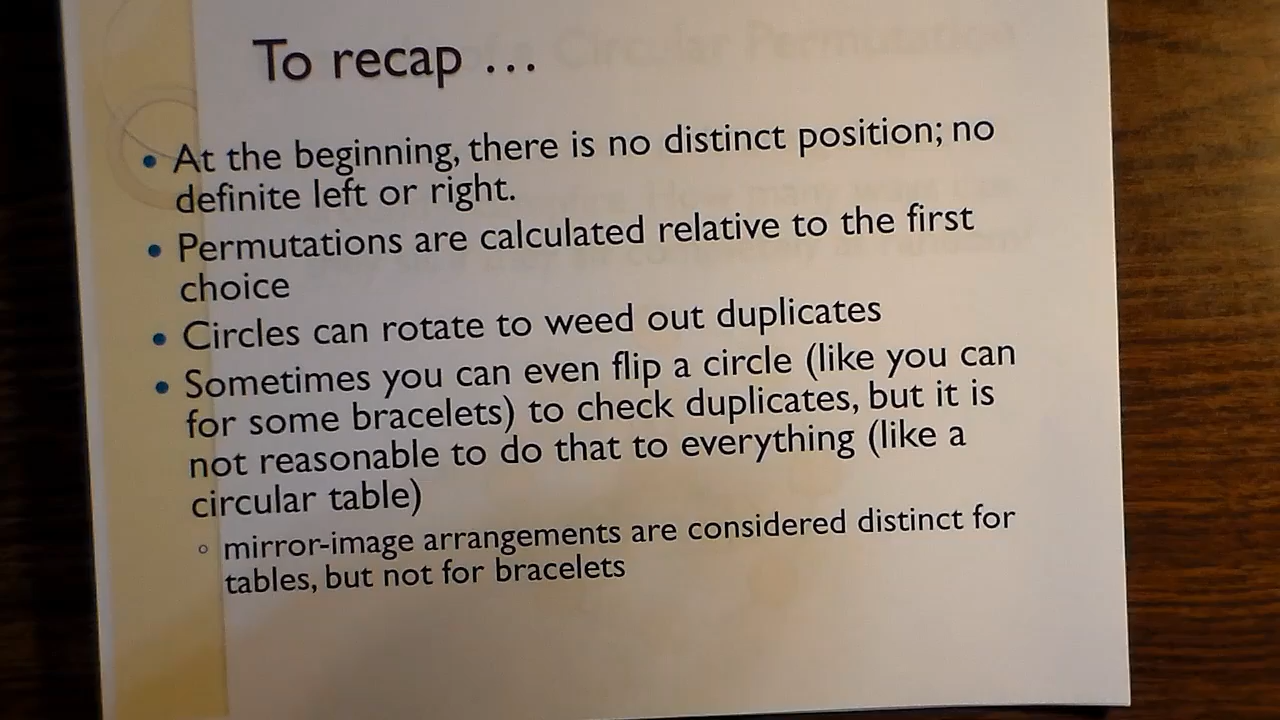 To recap …
• At the beginning, there is no distinct position; no
definite left or right.
• Permutations are calculated relative to the first
choice
• Circles can rotate to weed out duplicates
• Sometimes you can even flip a circle (like you can
for some bracelets) to check duplicates, but it is
not reasonable to do that to everything (like a
circular table)
◦ mirror-image arrangements are considered distinct for
tables, but not for bracelets